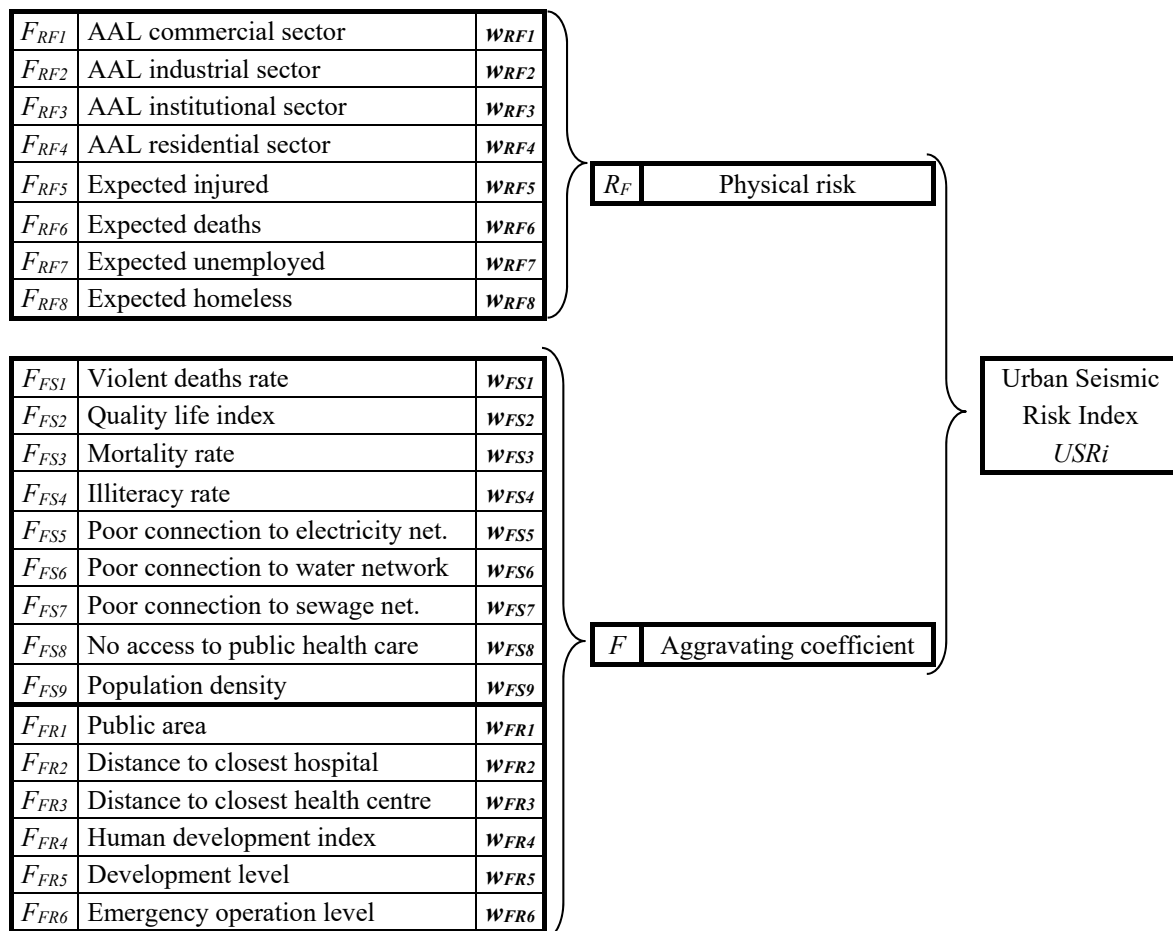 F_RF1 AAL commercial sector w_RF1
F_RF2 AAL industrial sector w_RF2
F_RF3 AAL institutional sector w_RF3
F_RF4 AAL residential sector w_RF4
F_RF5 Expected injured w_RF5
F_RF6 Expected deaths w_RF6
F_RF7 Expected unemployed w_RF7
F_RF8 Expected homeless w_RF8
R_F Physical risk
F_FS1 Violent deaths rate w_FS1
F_FS2 Quality life index w_FS2
F_FS3 Mortality rate w_FS3
F_FS4 Illiteracy rate w_FS4
F_FS5 Poor connection to electricity net. w_FS5
F_FS6 Poor connection to water network w_FS6
F_FS7 Poor connection to sewage net. w_FS7
F_FS8 No access to public health care w_FS8
F_FS9 Population density w_FS9
F_FR1 Public area w_FR1
F_FR2 Distance to closest hospital w_FR2
F_FR3 Distance to closest health centre w_FR3
F_FR4 Human development index w_FR4
F_FR5 Development level w_FR5
F_FR6 Emergency operation level w_FR6
F Aggravating coefficient
Urban Seismic
Risk Index
USRi